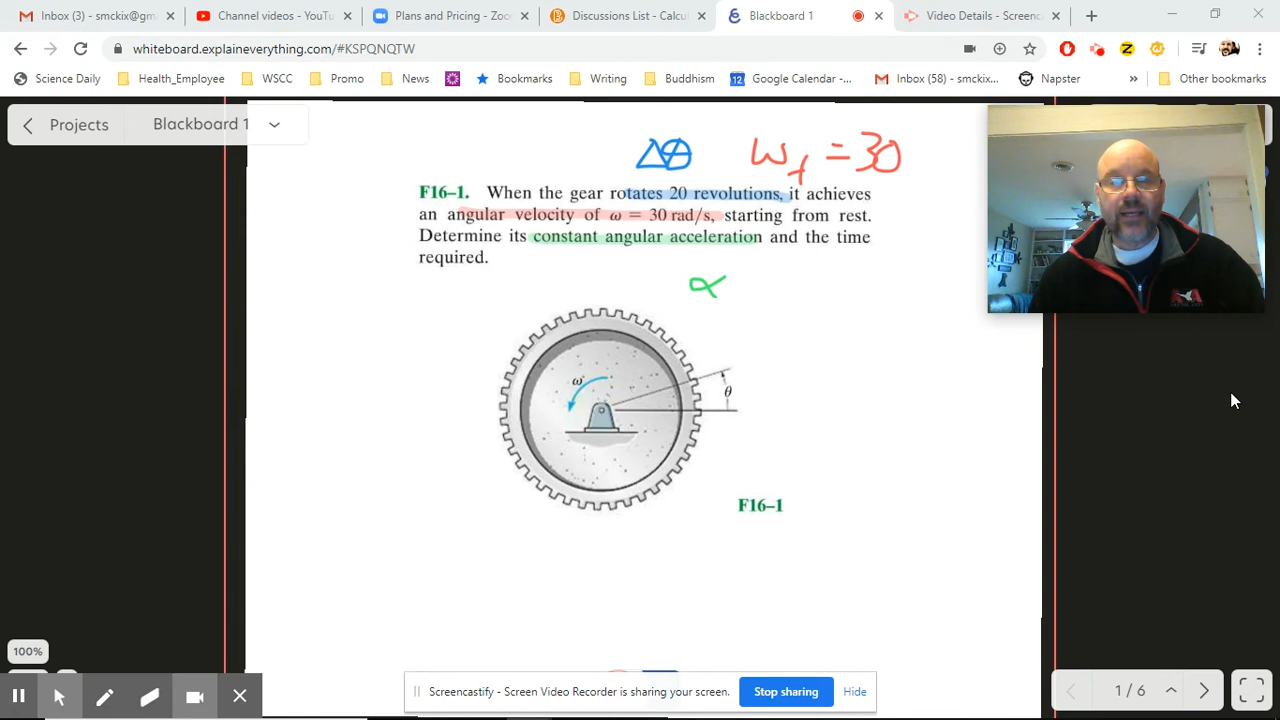 Inbox (3) - smckix@gm
Channel videos - YouTu
Plans and Pricing - Zoo
Discussions List - Calcul
Blackboard 1
Video Details - Screenca
whiteboard.explaineverything.com/#KSPQNQTW
Science Daily
Health_Employee
WSCC
Promo
News
Bookmarks
Writing
Buddhism
Google Calendar -...
Inbox (58) - smckix...
Napster
Other bookmarks
Projects
Blackboard 1
Δθ
ω_f = 30
F16–1. When the gear rotates 20 revolutions, it achieves
an angular velocity of ω = 30 rad/s, starting from rest.
Determine its constant angular acceleration and the time
required.
α
ω
θ
F16–1
100%
Screencastify - Screen Video Recorder is sharing your screen.
Stop sharing
Hide
1 / 6